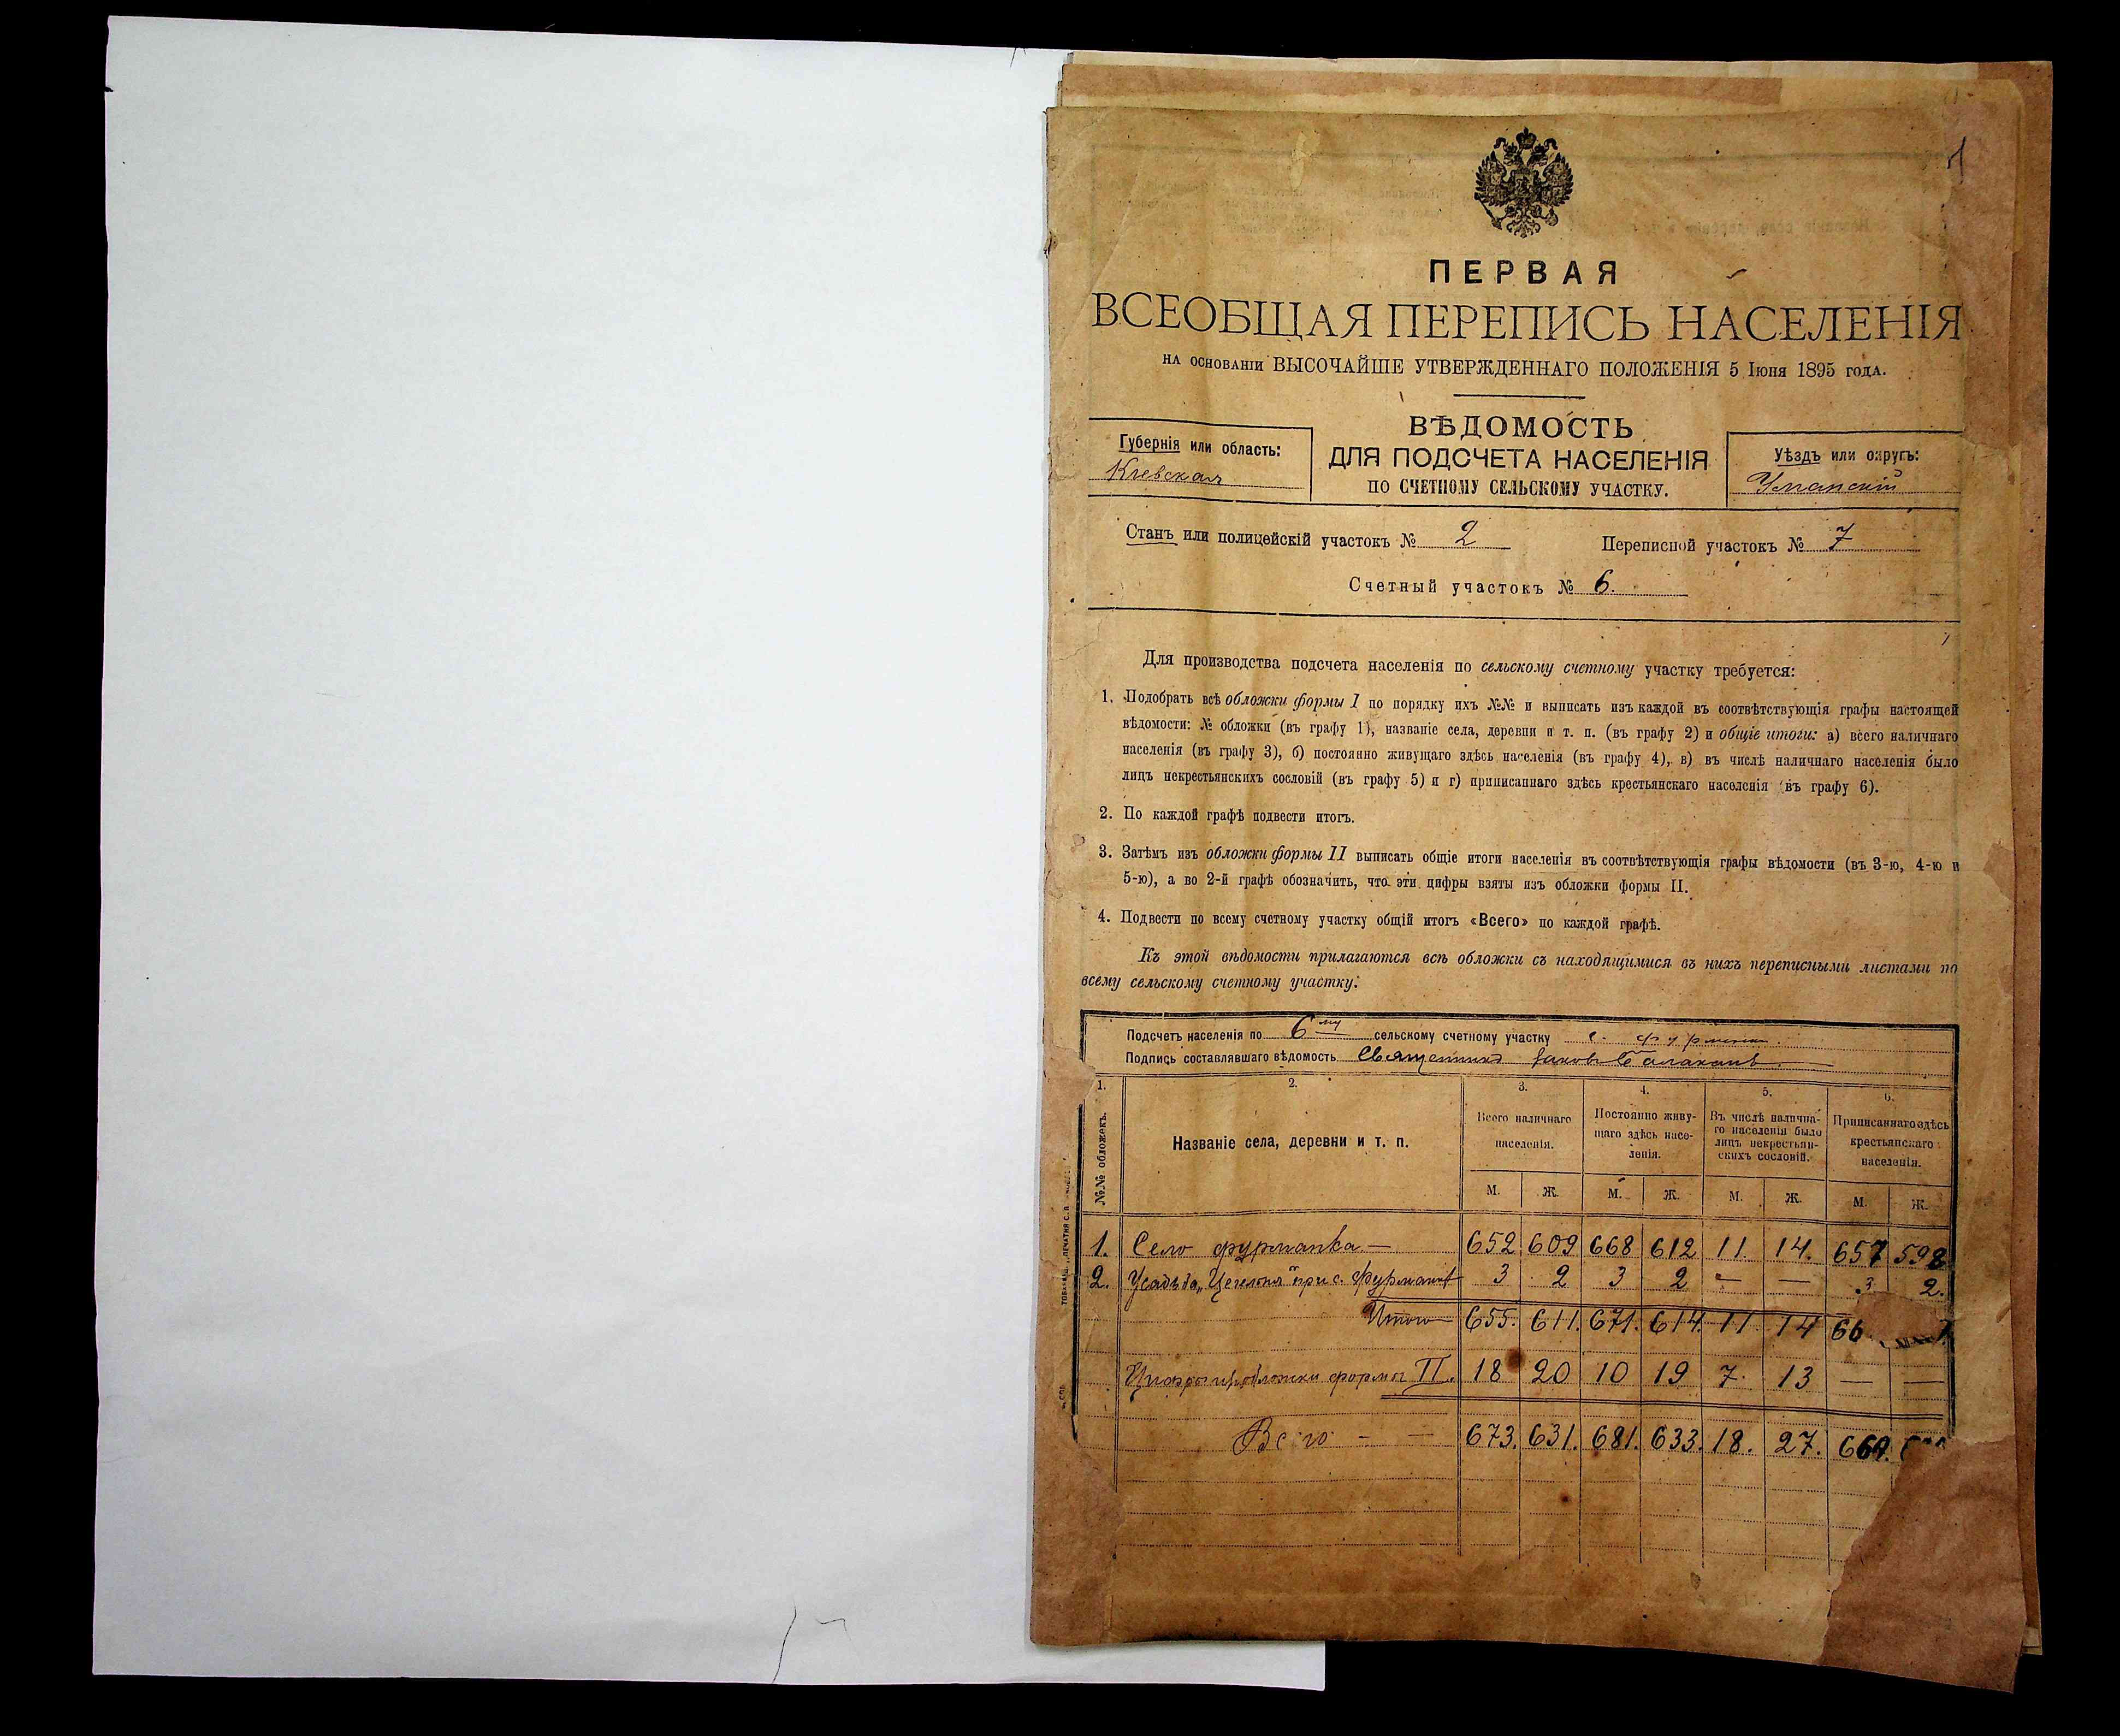 1
ПЕРВАЯ
ВСЕОБЩАЯ ПЕРЕПИСЬ НАСЕЛЕНІЯ
НА ОСНОВАНІИ ВЫСОЧАЙШЕ УТВЕРЖДЕННАГО ПОЛОЖЕНІЯ 5 Іюня 1895 ГОДА.
ВѢДОМОСТЬ
ДЛЯ ПОДСЧЕТА НАСЕЛЕНІЯ
ПО СЧЕТНОМУ СЕЛЬСКОМУ УЧАСТКУ.
Губернія или область:
Кіевская
Уѣздъ или округъ:
Уманскій
Станъ или полицейскій участокъ № 2 Переписной участокъ № 7
Счетный участокъ № 6.
Для производства подсчета населенія по сельскому счетному участку требуется:
1. Подобрать всѣ обложки формы I по порядку ихъ №№ и выписать изъ каждой въ соотвѣтствующія графы настоящей
вѣдомости: № обложки (въ графу 1), названіе села, деревни и т. п. (въ графу 2) и общіе итоги: а) всего наличнаго
населенія (въ графу 3), б) постоянно живущаго здѣсь населенія (въ графу 4), в) въ числѣ наличнаго населенія было
лицъ некрестьянскихъ сословій (въ графу 5) и г) приписаннаго здѣсь крестьянскаго населенія (въ графу 6).
2. По каждой графѣ подвести итогъ.
3. Затѣмъ изъ обложки формы II выписать общіе итоги населенія въ соотвѣтствующія графы вѣдомости (въ 3-ю, 4-ю и
5-ю), а во 2-й графѣ обозначить, что эти цифры взяты изъ обложки формы II.
4. Подвести по всему счетному участку общій итогъ «Всего» по каждой графѣ.
Къ этой вѣдомости прилагаются всѣ обложки съ находящимися въ нихъ переписными листами по
всему сельскому счетному участку.
Подсчетъ населенія по 6му сельскому счетному участку с.
Подпись составлявшаго вѣдомость Священникъ Іаковъ
1. 2. 3. 4. 5. 6.
№№ обложекъ.
Названіе села, деревни и т. п.
Всего наличнаго населенія.
Постоянно живущаго здѣсь населенія.
Въ числѣ наличнаго населенія было лицъ некрестьянскихъ сословій.
Приписаннаго здѣсь крестьянскаго населенія.
М. Ж. М. Ж. М. Ж. М. Ж.
1. Село Фурманка — 652 609 668 612 11. 14. 657 598
2. Усадьба при с. Фурманкѣ 3 2 3 2 — — 3 2.
Итого 655. 611. 671. 614. 11 14 66
обложки формы II. 18 20 10 19 7. 13 — —
Всего - — 673. 631. 681. 633. 18. 27. 660.